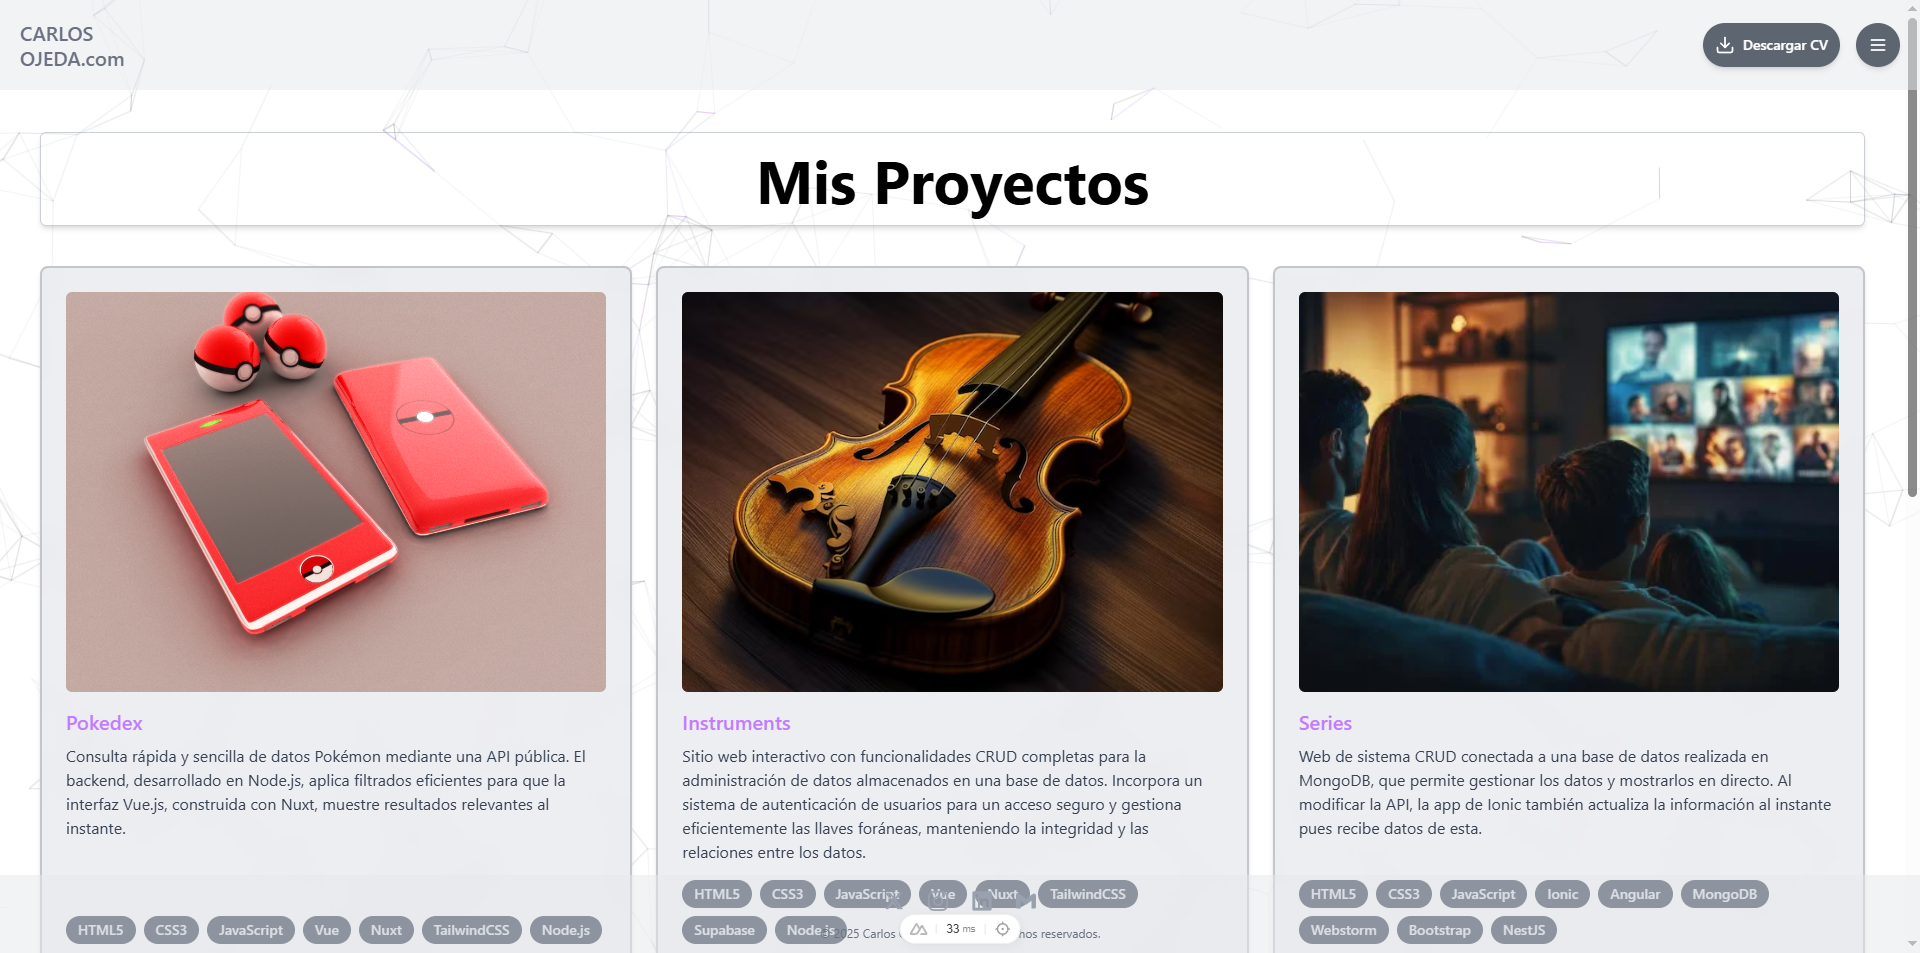 CARLOS
OJEDA.com
Descargar CV
Mis Proyectos
Pokedex
Consulta rápida y sencilla de datos Pokémon mediante una API pública. El
backend, desarrollado en Node.js, aplica filtrados eficientes para que la
interfaz Vue.js, construida con Nuxt, muestre resultados relevantes al
instante.
HTML5 CSS3 JavaScript Vue Nuxt TailwindCSS Node.js
Instruments
Sitio web interactivo con funcionalidades CRUD completas para la
administración de datos almacenados en una base de datos. Incorpora un
sistema de autenticación de usuarios para un acceso seguro y gestiona
eficientemente las llaves foráneas, manteniendo la integridad y las
relaciones entre los datos.
HTML5 CSS3 JavaScript Vue Nuxt TailwindCSS
Supabase Node.js
Series
Web de sistema CRUD conectada a una base de datos realizada en
MongoDB, que permite gestionar los datos y mostrarlos en directo. Al
modificar la API, la app de Ionic también actualiza la información al instante
pues recibe datos de esta.
HTML5 CSS3 JavaScript Ionic Angular MongoDB
Webstorm Bootstrap NestJS
2025 Carlos reservados.
33 ms